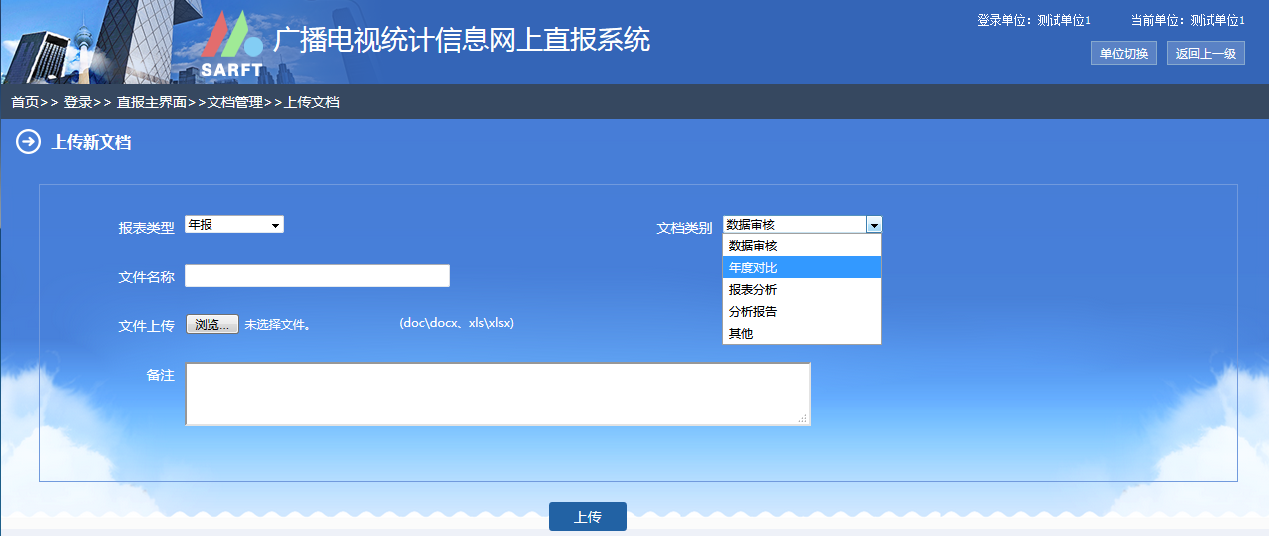 登录单位：测试单位1 当前单位：测试单位1
SARFT
广播电视统计信息网上直报系统
单位切换 返回上一级
首页>> 登录>> 直报主界面>>文档管理>>上传文档
上传新文档
报表类型 年报 文档类别 数据审核
数据审核
年度对比
报表分析
分析报告
其他
文件名称
文件上传 浏览... 未选择文件。 (doc\docx、xls\xlsx)
备注
上传